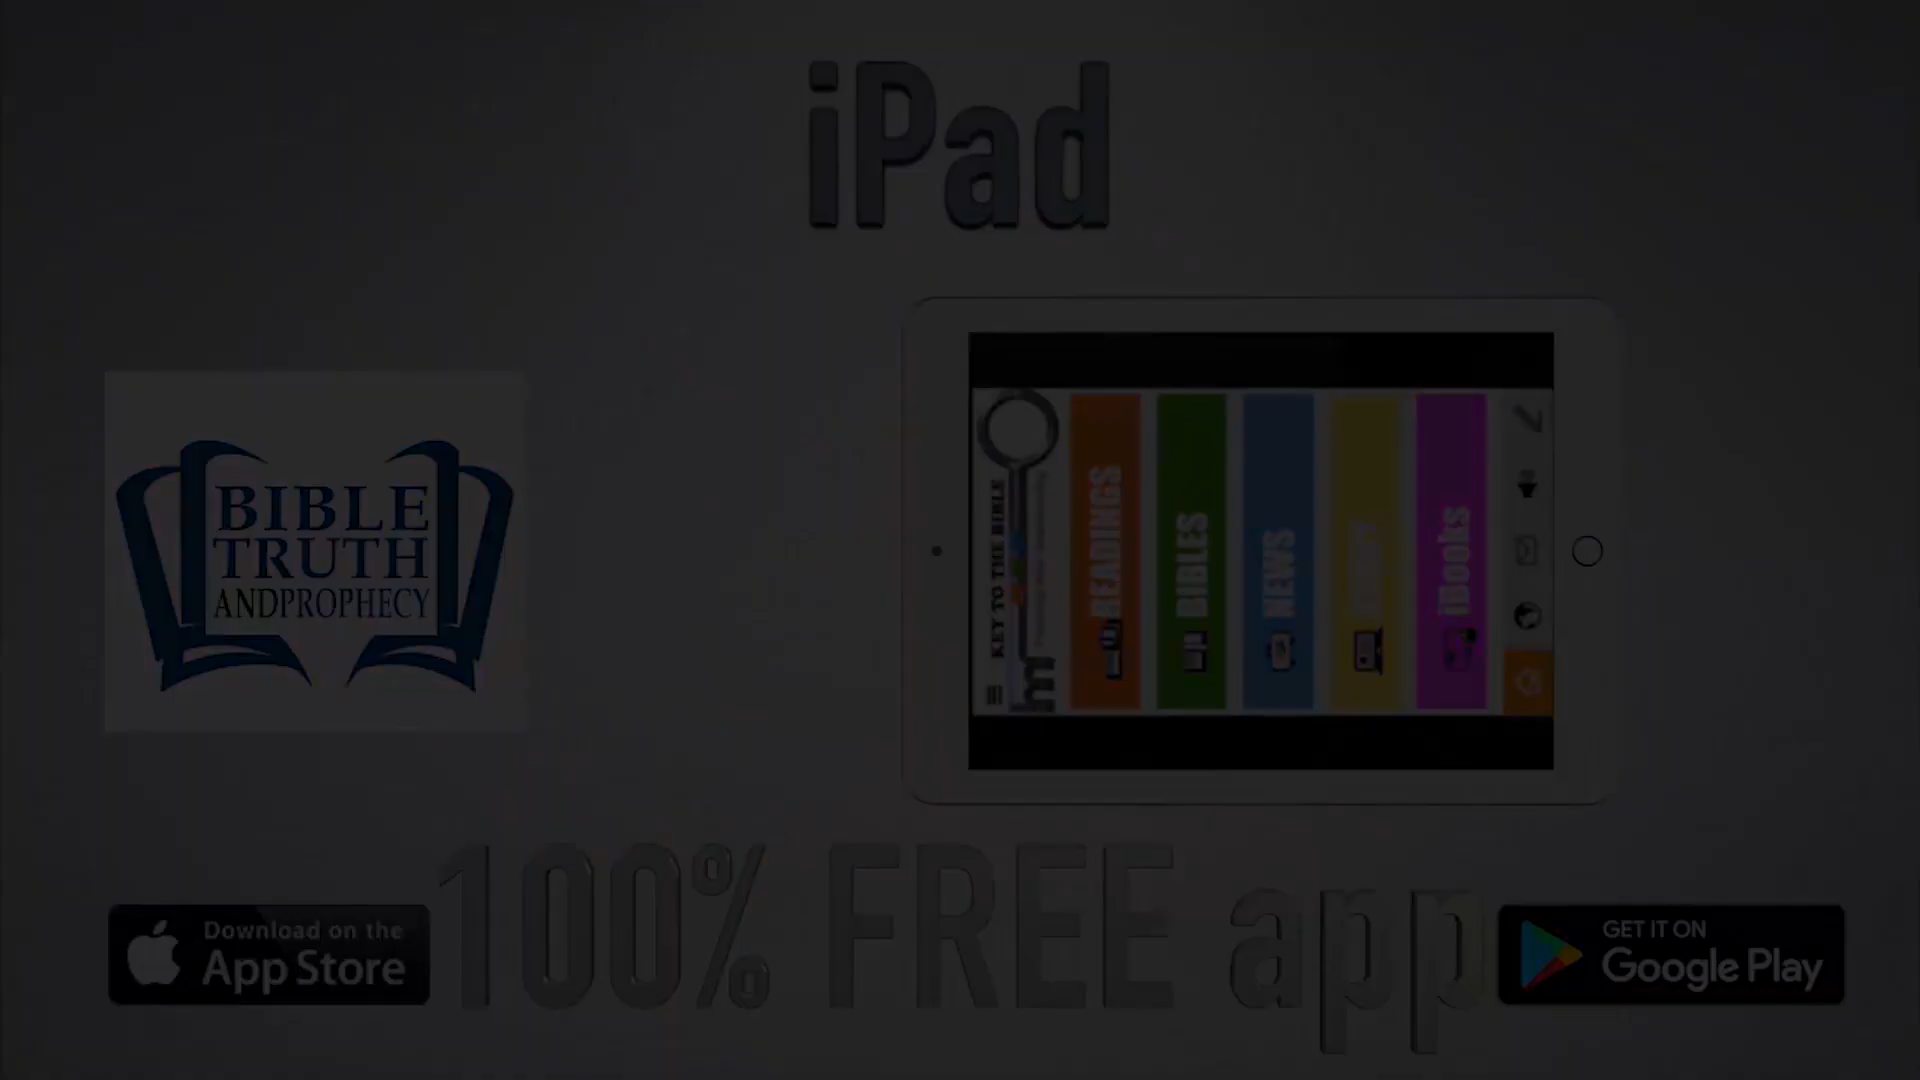 iPad
BIBLE
TRUTH
ANDPROPHECY
KEY TO THE BIBLE
READINGS
BIBLES
NEWS
iBooks
100% FREE app
Download on the
App Store
GET IT ON
Google Play